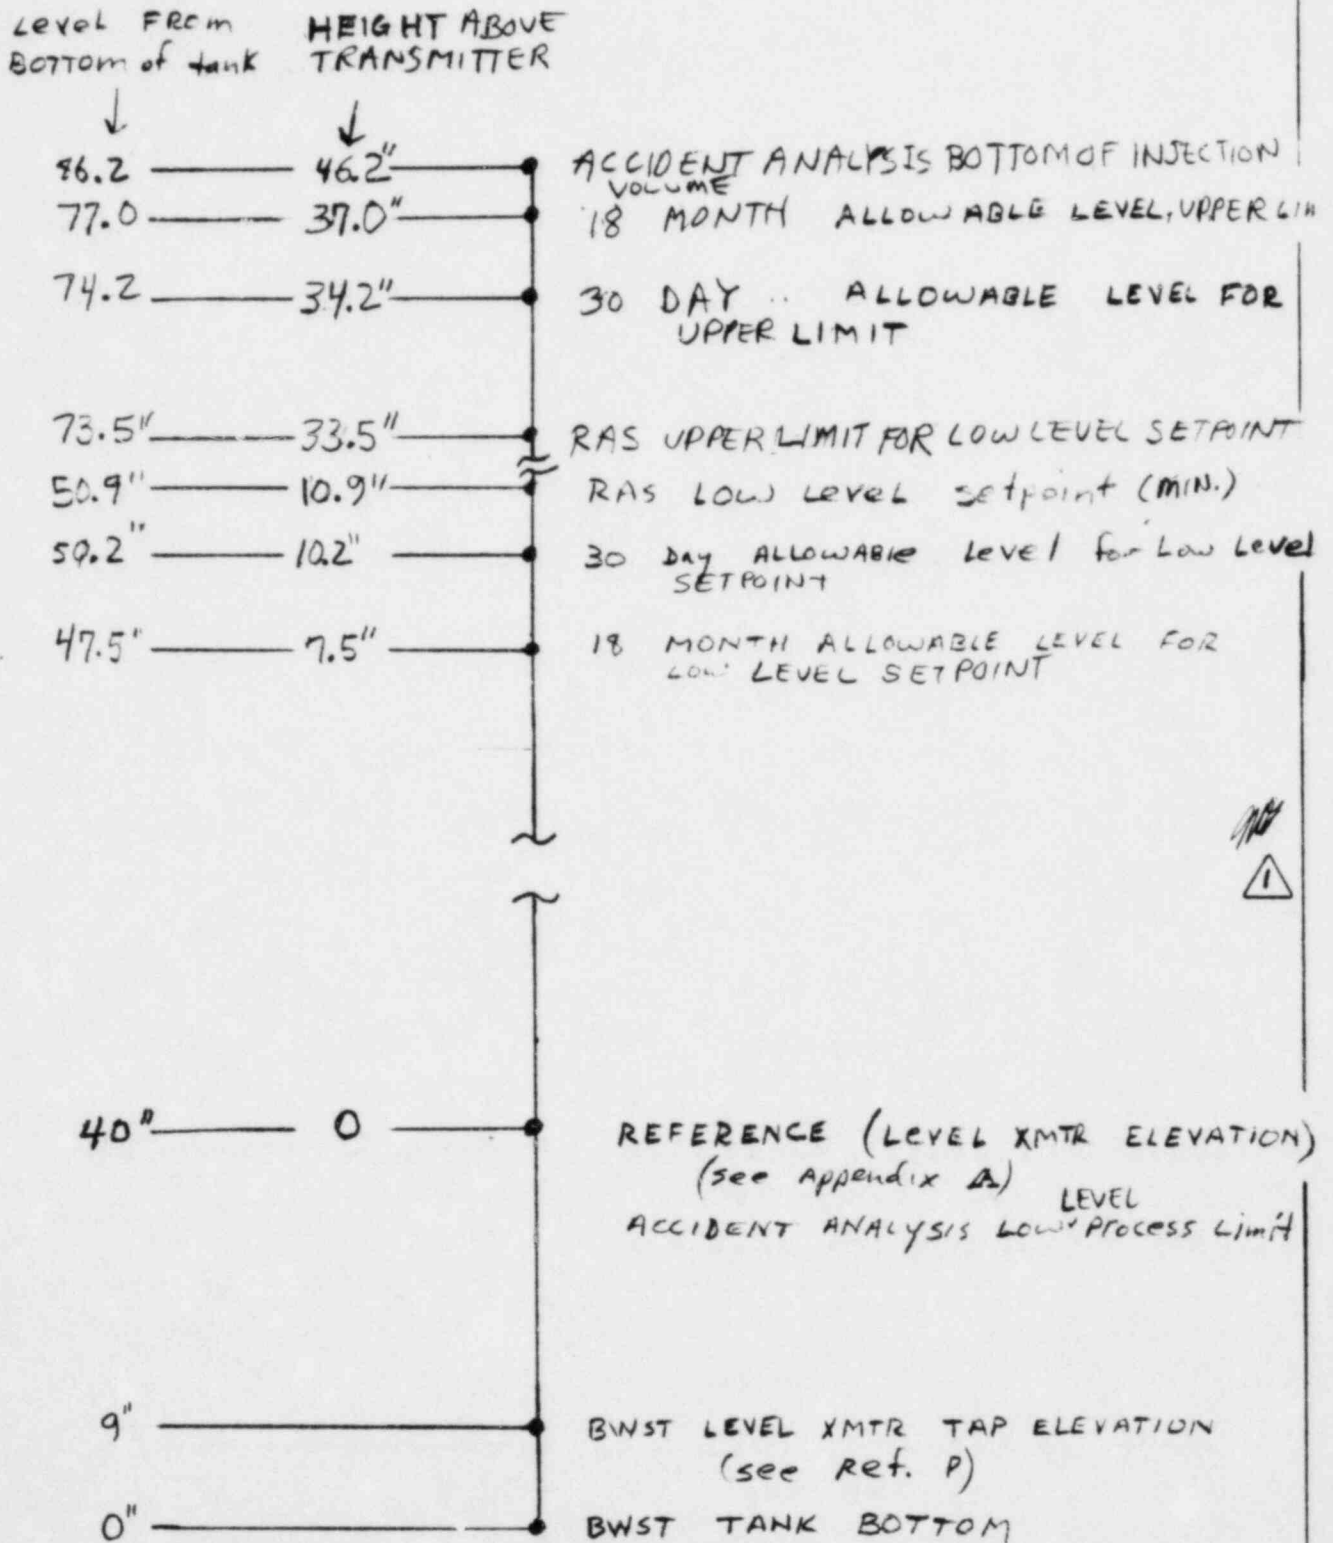 Level From HEIGHT ABOVE
Bottom of tank TRANSMITTER
86.2 46.2" ACCIDENT ANALYSIS BOTTOM OF INJECTION
VOLUME
77.0 37.0" 18 MONTH ALLOWABLE LEVEL, UPPER LIM
74.2 34.2" 30 DAY .. ALLOWABLE LEVEL FOR
UPPER LIMIT
73.5" 33.5" RAS UPPER LIMIT FOR LOW LEVEL SETPOINT
50.9" 10.9" RAS LOW Level setpoint (MIN.)
50.2" 10.2" 30 Day ALLOWABLE Level for Low Level
SETPOINT
47.5" 7.5" 18 MONTH ALLOWABLE LEVEL FOR
LOW LEVEL SETPOINT
1
40" 0 REFERENCE (LEVEL XMTR ELEVATION)
(see Appendix A)
LEVEL
ACCIDENT ANALYSIS LOW Process Limit
9" BWST LEVEL XMTR TAP ELEVATION
(see Ref. P)
0" BWST TANK BOTTOM